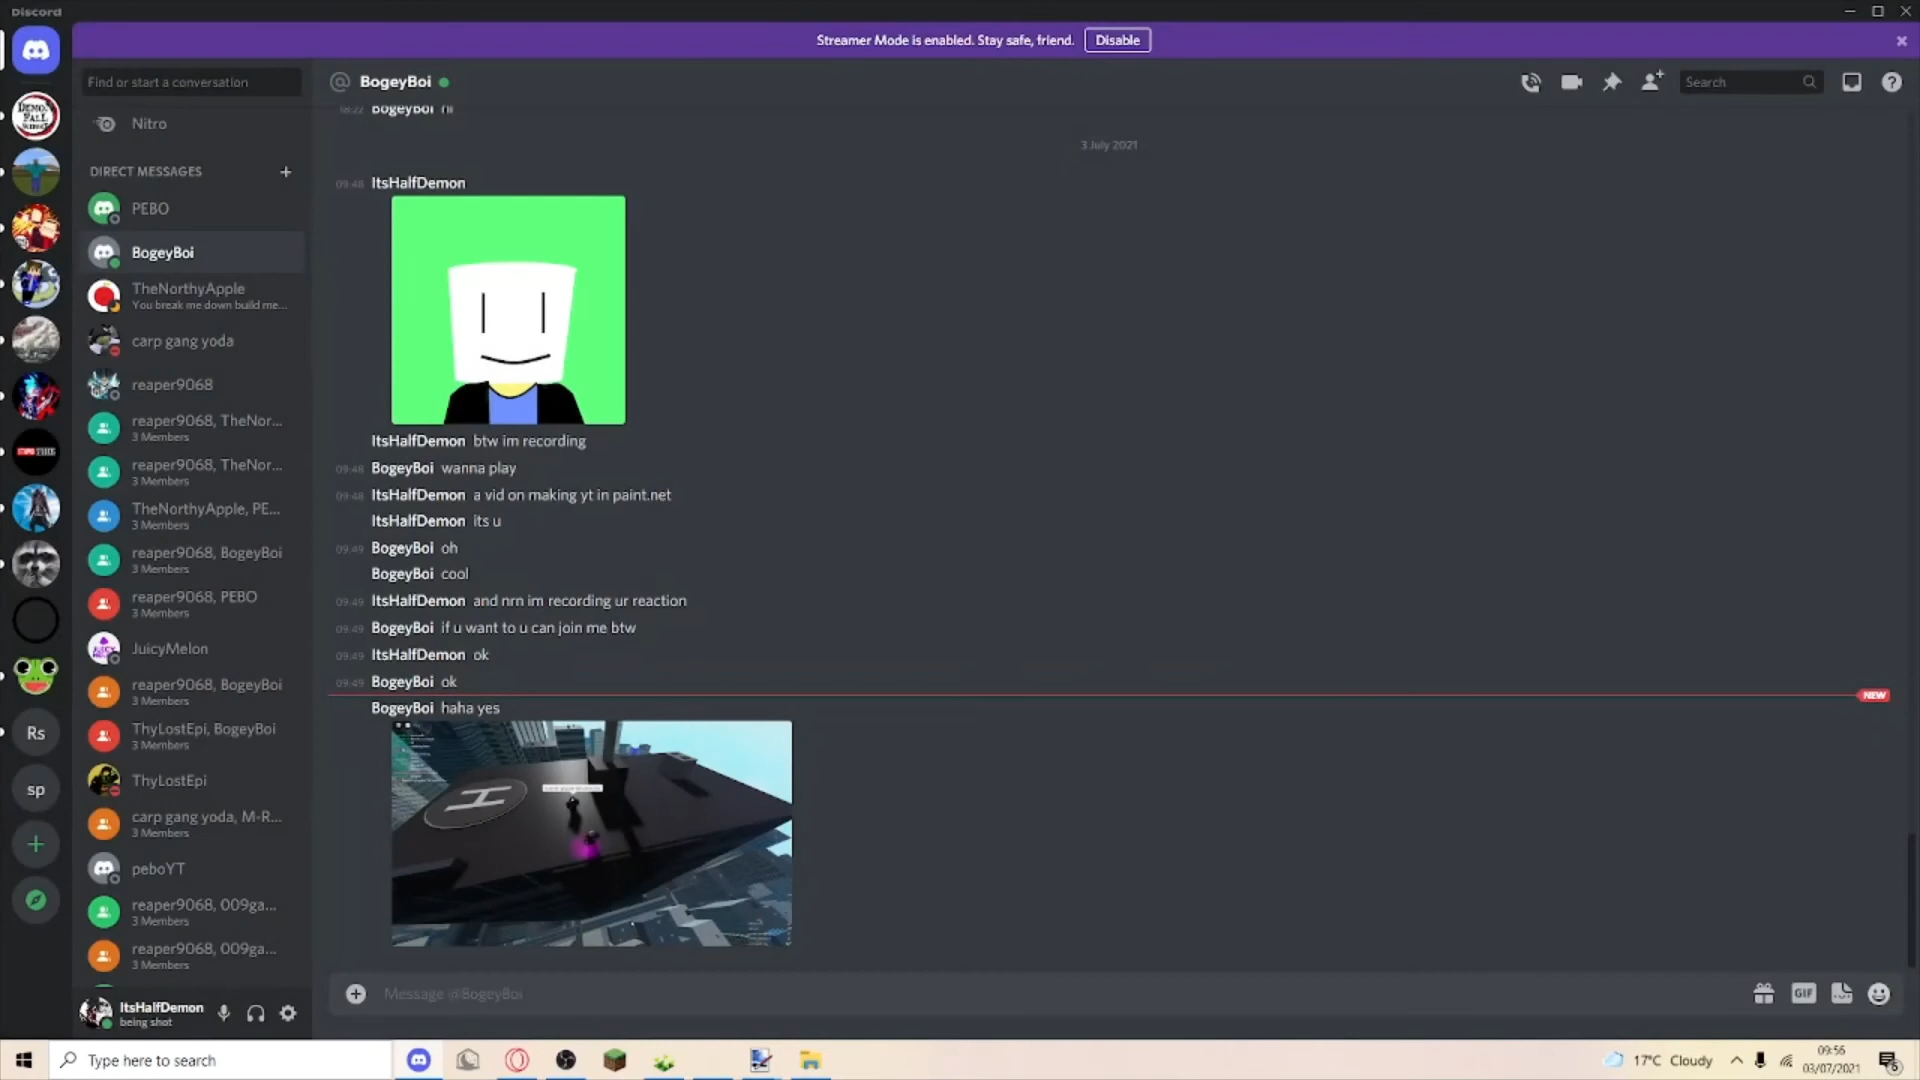 Discord
Streamer Mode is enabled. Stay safe, friend.
Disable
Find or start a conversation
Nitro
DIRECT MESSAGES
PEBO
BogeyBoi
TheNorthyApple
You break me down build me...
carp gang yoda
reaper9068
reaper9068, TheNor...
3 Members
reaper9068, TheNor...
3 Members
TheNorthyApple, PE...
3 Members
reaper9068, BogeyBoi
3 Members
reaper9068, PEBO
3 Members
JuicyMelon
reaper9068, BogeyBoi
3 Members
ThyLostEpi, BogeyBoi
3 Members
ThyLostEpi
carp gang yoda, M-R...
3 Members
peboYT
reaper9068, 009ga...
3 Members
reaper9068, 009ga...
3 Members
ItsHalfDemon
being shot
Rs
sp
BogeyBoi
Search
18:22 BogeyBoi hi
3 July 2021
09:48 ItsHalfDemon
ItsHalfDemon btw im recording
09:48 BogeyBoi wanna play
09:48 ItsHalfDemon a vid on making yt in paint.net
ItsHalfDemon its u
09:49 BogeyBoi oh
BogeyBoi cool
09:49 ItsHalfDemon and nrn im recording ur reaction
09:49 BogeyBoi if u want to u can join me btw
09:49 ItsHalfDemon ok
09:49 BogeyBoi ok
NEW
BogeyBoi haha yes
H
Message @BogeyBoi
GIF
Type here to search
17°C Cloudy
09:56
03/07/2021